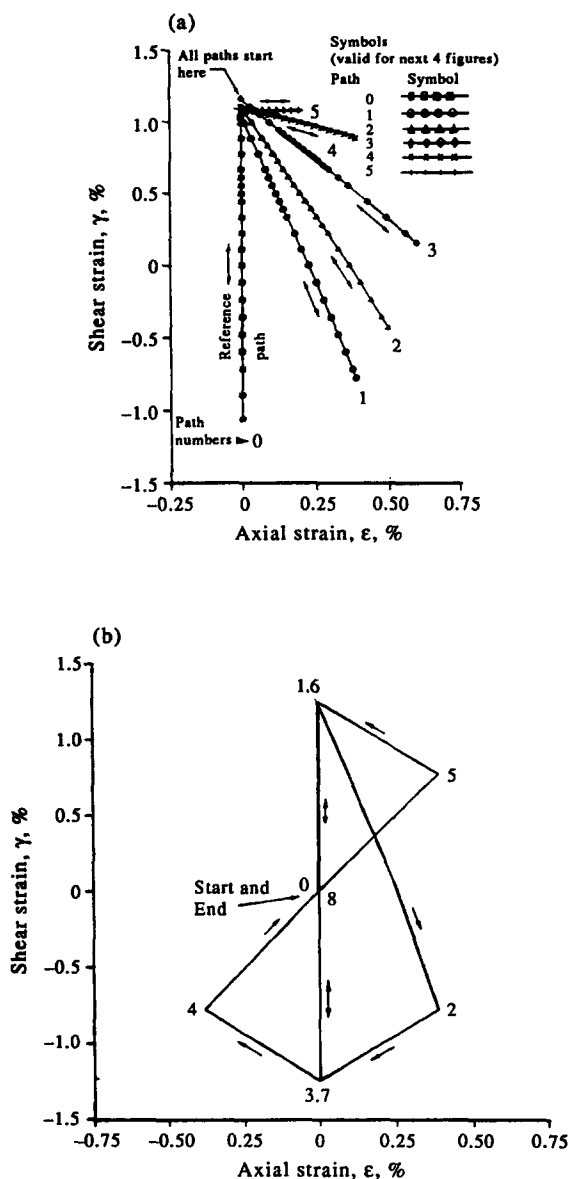 (a)
Symbols
(valid for next 4 figures)
Path Symbol
0
1
2
3
4
5
All paths start
here
1.5
1.0
0.5
0
−0.5
−1.0
−1.5
Shear strain, γ, %
5
4
3
2
1
Reference
path
Path
numbers 0
−0.25 0 0.25 0.50 0.75
Axial strain, ε, %
(b)
1.5
1.0
0.5
0
−0.5
−1.0
−1.5
Shear strain, γ, %
1.6
5
0
8
Start and
End
4
2
3.7
−0.75 −0.50 −0.25 0 0.25 0.50 0.75
Axial strain, ε, %